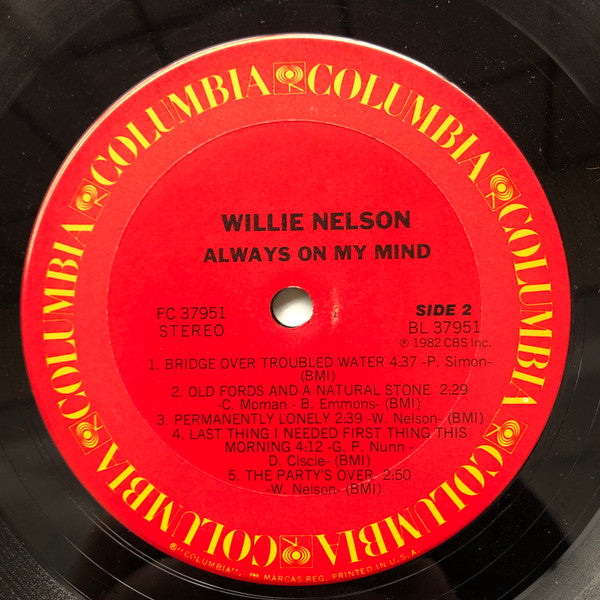 COLUMBIA COLUMBIA COLUMBIA COLUMBIA COLUMBIA COLUMBIA
WILLIE NELSON
ALWAYS ON MY MIND
FC 37951
STEREO
SIDE 2
BL 37951
℗ 1982 CBS Inc.
1. BRIDGE OVER TROUBLED WATER 4:37 -P. Simon-
(BMI)
2. OLD FORDS AND A NATURAL STONE 2:29
-C. Moman - B. Emmons- (BMI)
3. PERMANENTLY LONELY 2:39 -W. Nelson- (BMI)
4. LAST THING I NEEDED FIRST THING THIS
MORNING 4:12 -G. P. Nunn -
D. Ciscle- (BMI)
5. THE PARTY'S OVER 2:50
-W. Nelson- (BMI)
"COLUMBIA", MARCAS REG. PRINTED IN U.S.A.